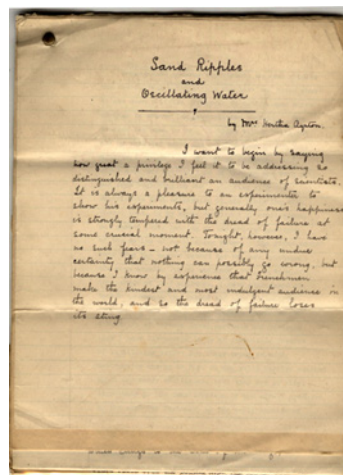 Sand Ripples
and
Oscillating Water
by Mrs Hertha Ayrton.
I want to begin by saying
how great a privilege I feel it to be addressing so
distinguished and brilliant an audience of scientists.
It is always a pleasure to an experimenter to
show his experiments, but generally one's happiness
is strongly tempered with the dread of failure at
some crucial moment. Tonight, however, I have
no such fears – not because of any undue
certainty that nothing can possibly go wrong, but
because I know by experience that Frenchmen
make the kindest and most indulgent audience in
the world, and so the dread of failure loses
its sting.